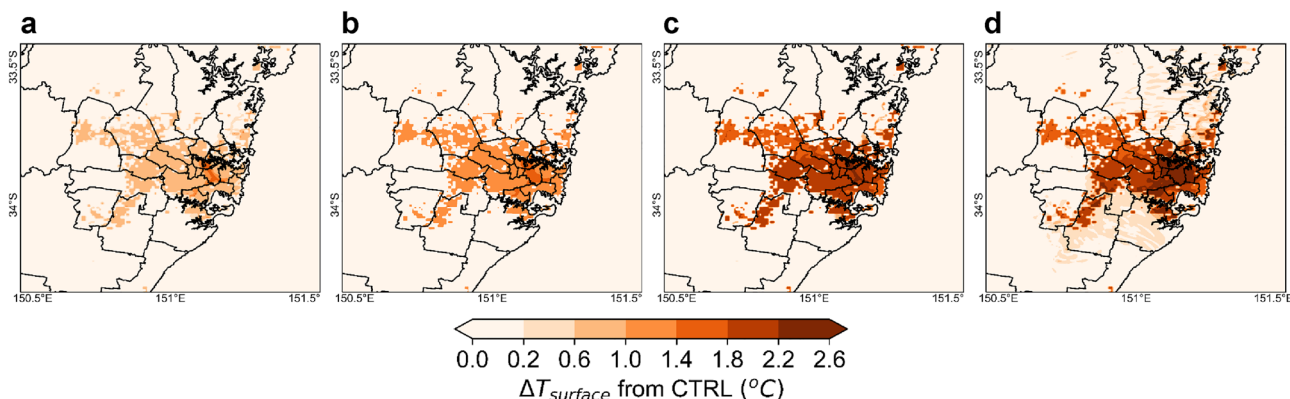 a b c d
33.5°S 33.5°S 33.5°S 33.5°S
34°S 34°S 34°S 34°S
150.5°E 151°E 151.5° 150.5°E 151°E 151.5° 150.5°E 151°E 151.5° 150.5°E 151°E 151.5°E
0.0 0.2 0.6 1.0 1.4 1.8 2.2 2.6
ΔT_surface from CTRL (°C)